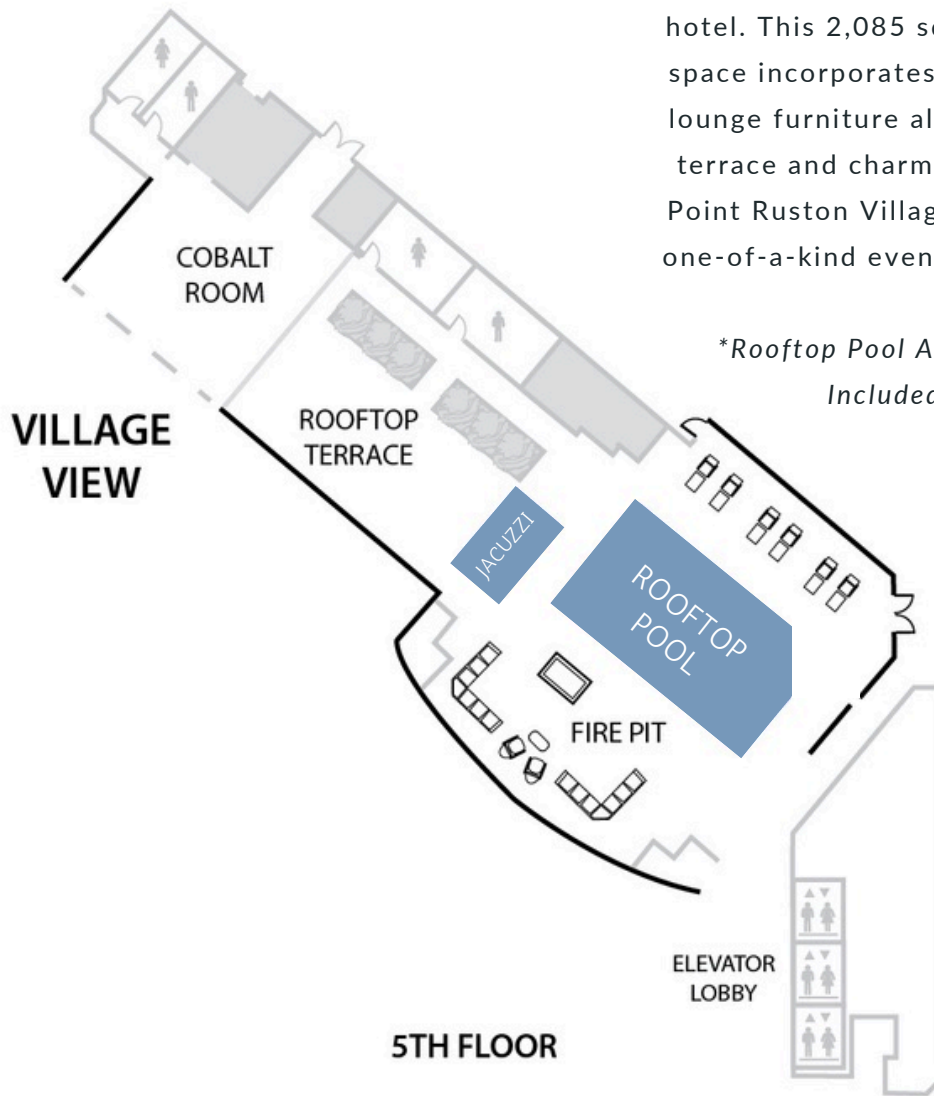 hotel. This 2,085 s
space incorporates
lounge furniture al
terrace and charm
Point Ruston Villag
one-of-a-kind even
*Rooftop Pool A
Included
COBALT
ROOM
ROOFTOP
TERRACE
VILLAGE
VIEW
JACUZZI
ROOFTOP
POOL
FIRE PIT
ELEVATOR
LOBBY
5TH FLOOR